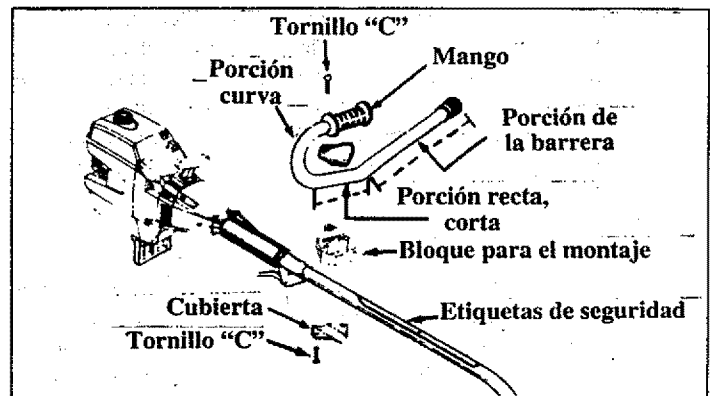 Tornillo “C”
Mango
Porción
curva
Porción de
la barrera
Porción recta,
corta
Bloque para el montaje
Etiquetas de seguridad
Cubierta
Tornillo “C”